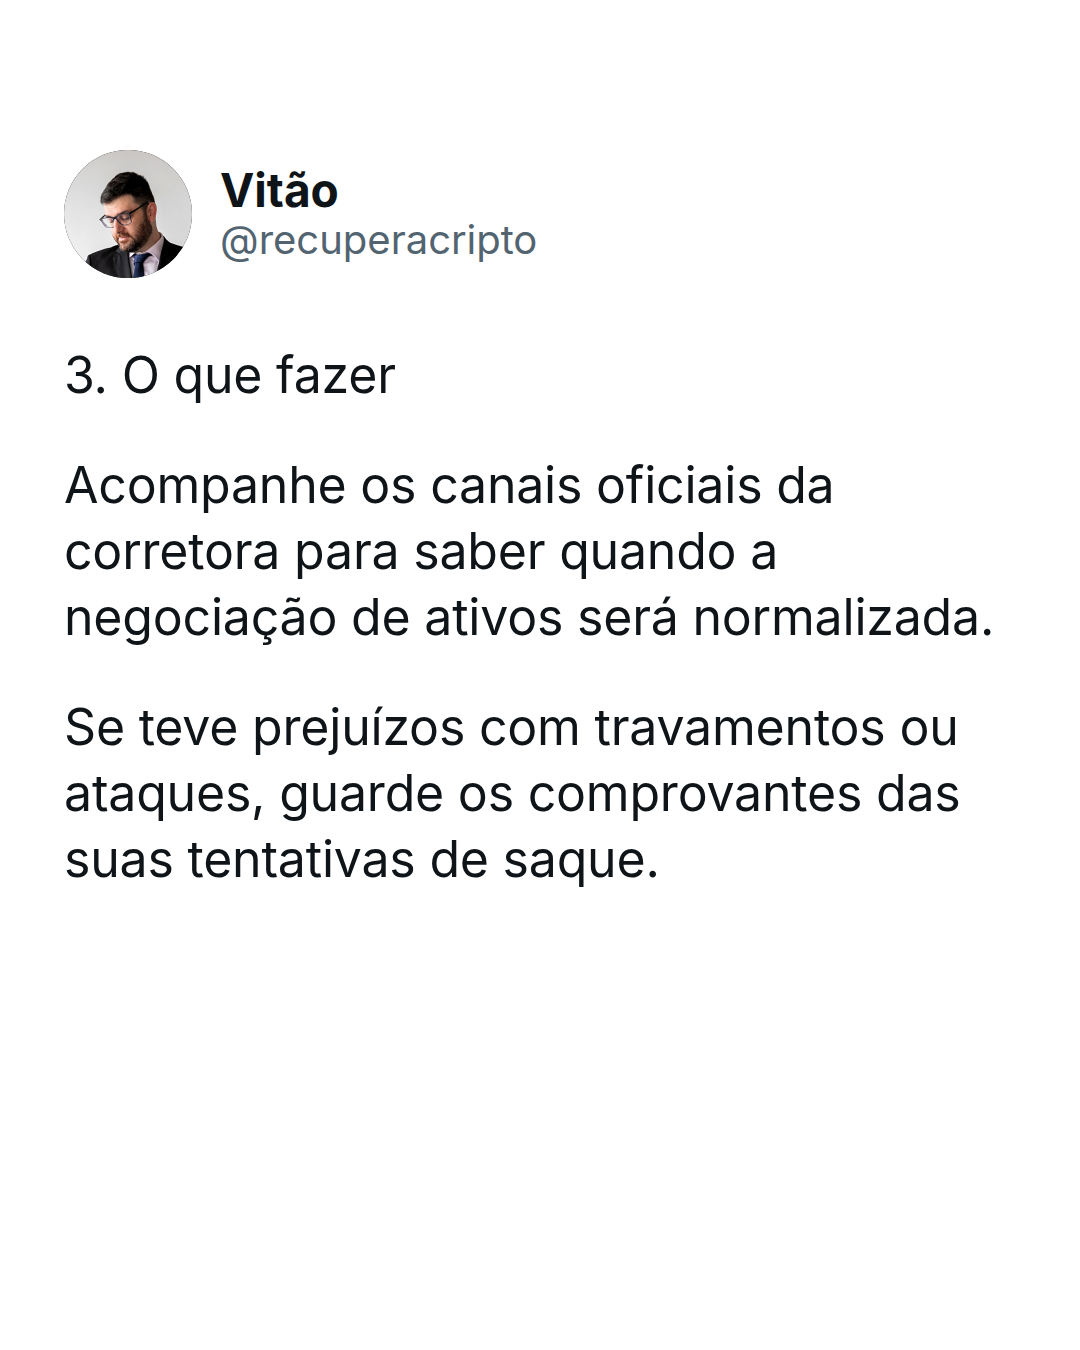 Vitão
@recuperacripto
3. O que fazer
Acompanhe os canais oficiais da
corretora para saber quando a
negociação de ativos será normalizada.
Se teve prejuízos com travamentos ou
ataques, guarde os comprovantes das
suas tentativas de saque.